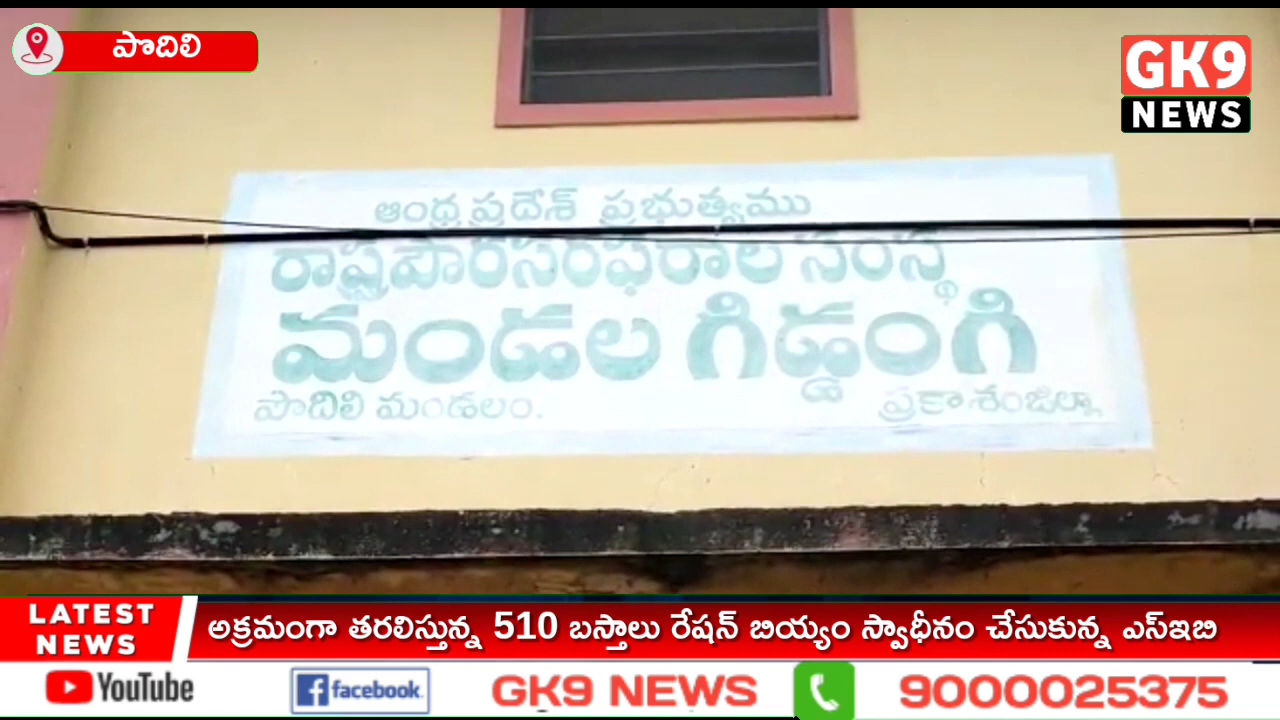 పొదిలి
GK9
NEWS
ఆంధ్ర ప్రదేశ్ ప్రభుత్వము
రాష్ట్రపౌరసరఫరాల సంస్థ
మండల గిడ్డంగి
పొదిలి మండలం.
ప్రకాశంజిల్లా
LATEST
NEWS
అక్రమంగా తరలిస్తున్న 510 బస్తాలు రేషన్ బియ్యం స్వాధీనం చేసుకున్న ఎస్ఇబి
YouTube
facebook
GK9 NEWS
9000025375